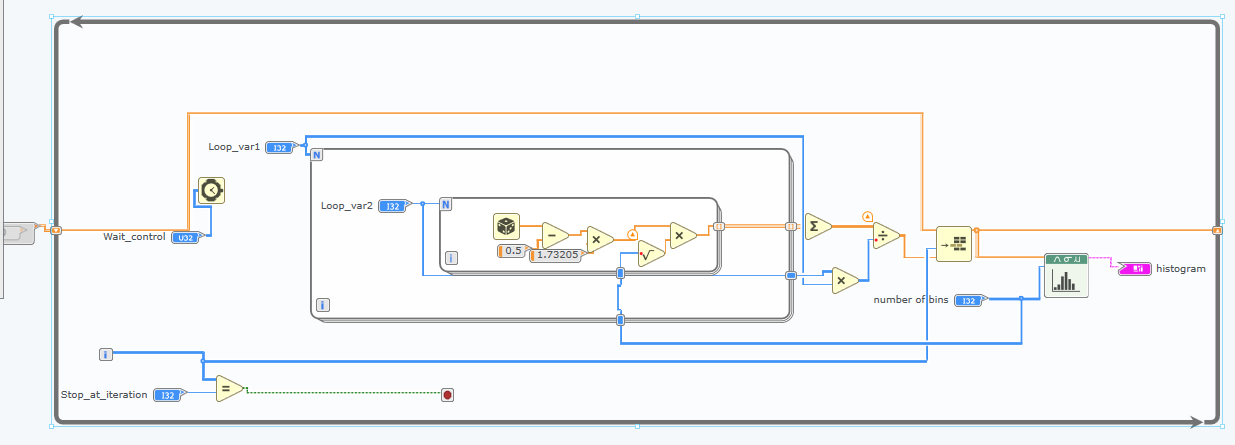 Loop_var1
I32
N
Loop_var2
I32
N
Wait_control
U32
0.5
1.73205
Σ
i
number of bins
I32
histogram
i
i
Stop_at_iteration
I32
=